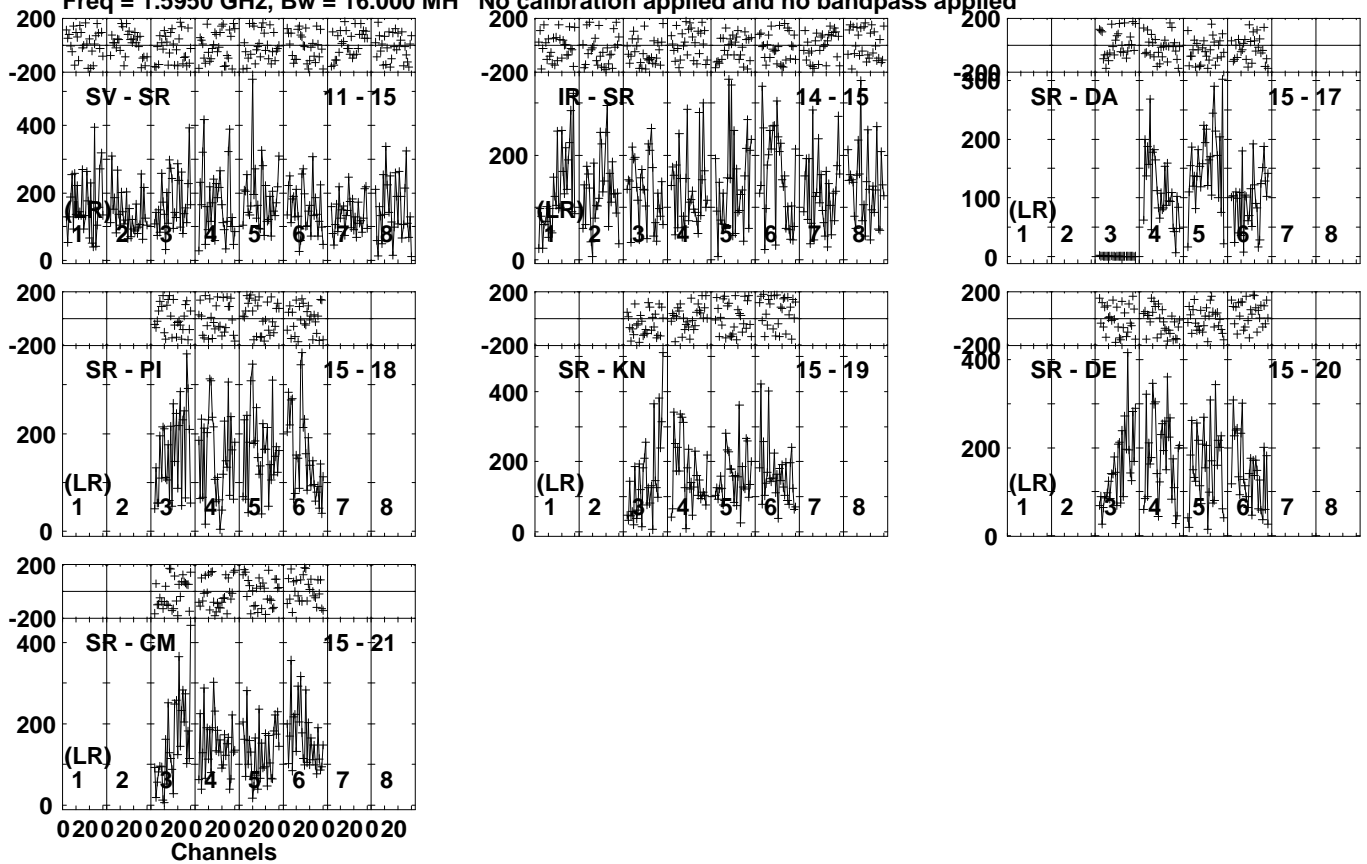 Freq = 1.5950 GHz, Bw = 16.000 MH No calibration applied and no bandpass applied
200
-200
SV - SR 11 - 15
400
200
(LR)
0
1 2 3 4 5 6 7 8
IR - SR 14 - 15
200
(LR)
0
1 2 3 4 5 6 7 8
200
-200
300
SR - DA 15 - 17
200
100
(LR)
0
1 2 3 4 5 6 7 8
200
-200
SR - PI 15 - 18
200
(LR)
0
1 2 3 4 5 6 7 8
200
-200
SR - KN 15 - 19
400
200
(LR)
0
1 2 3 4 5 6 7 8
200
-200
400
SR - DE 15 - 20
200
(LR)
0
1 2 3 4 5 6 7 8
200
-200
SR - CM 15 - 21
400
200
(LR)
0
1 2 3 4 5 6 7 8
0 20 0 20 0 20 0 20 0 20 0 20 0 20 0 20
Channels